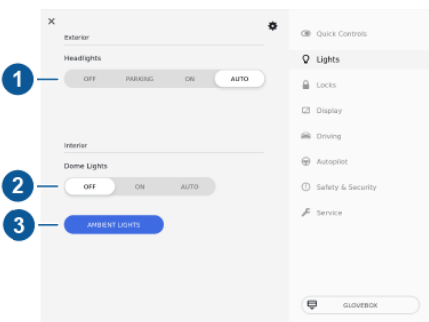 Exterior
Headlights
1
OFF PARKING ON AUTO
Interior
Dome Lights
2
OFF ON AUTO
3
AMBIENT LIGHTS
Quick Controls
Lights
Locks
Display
Driving
Autopilot
Safety & Security
Service
GLOVEBOX